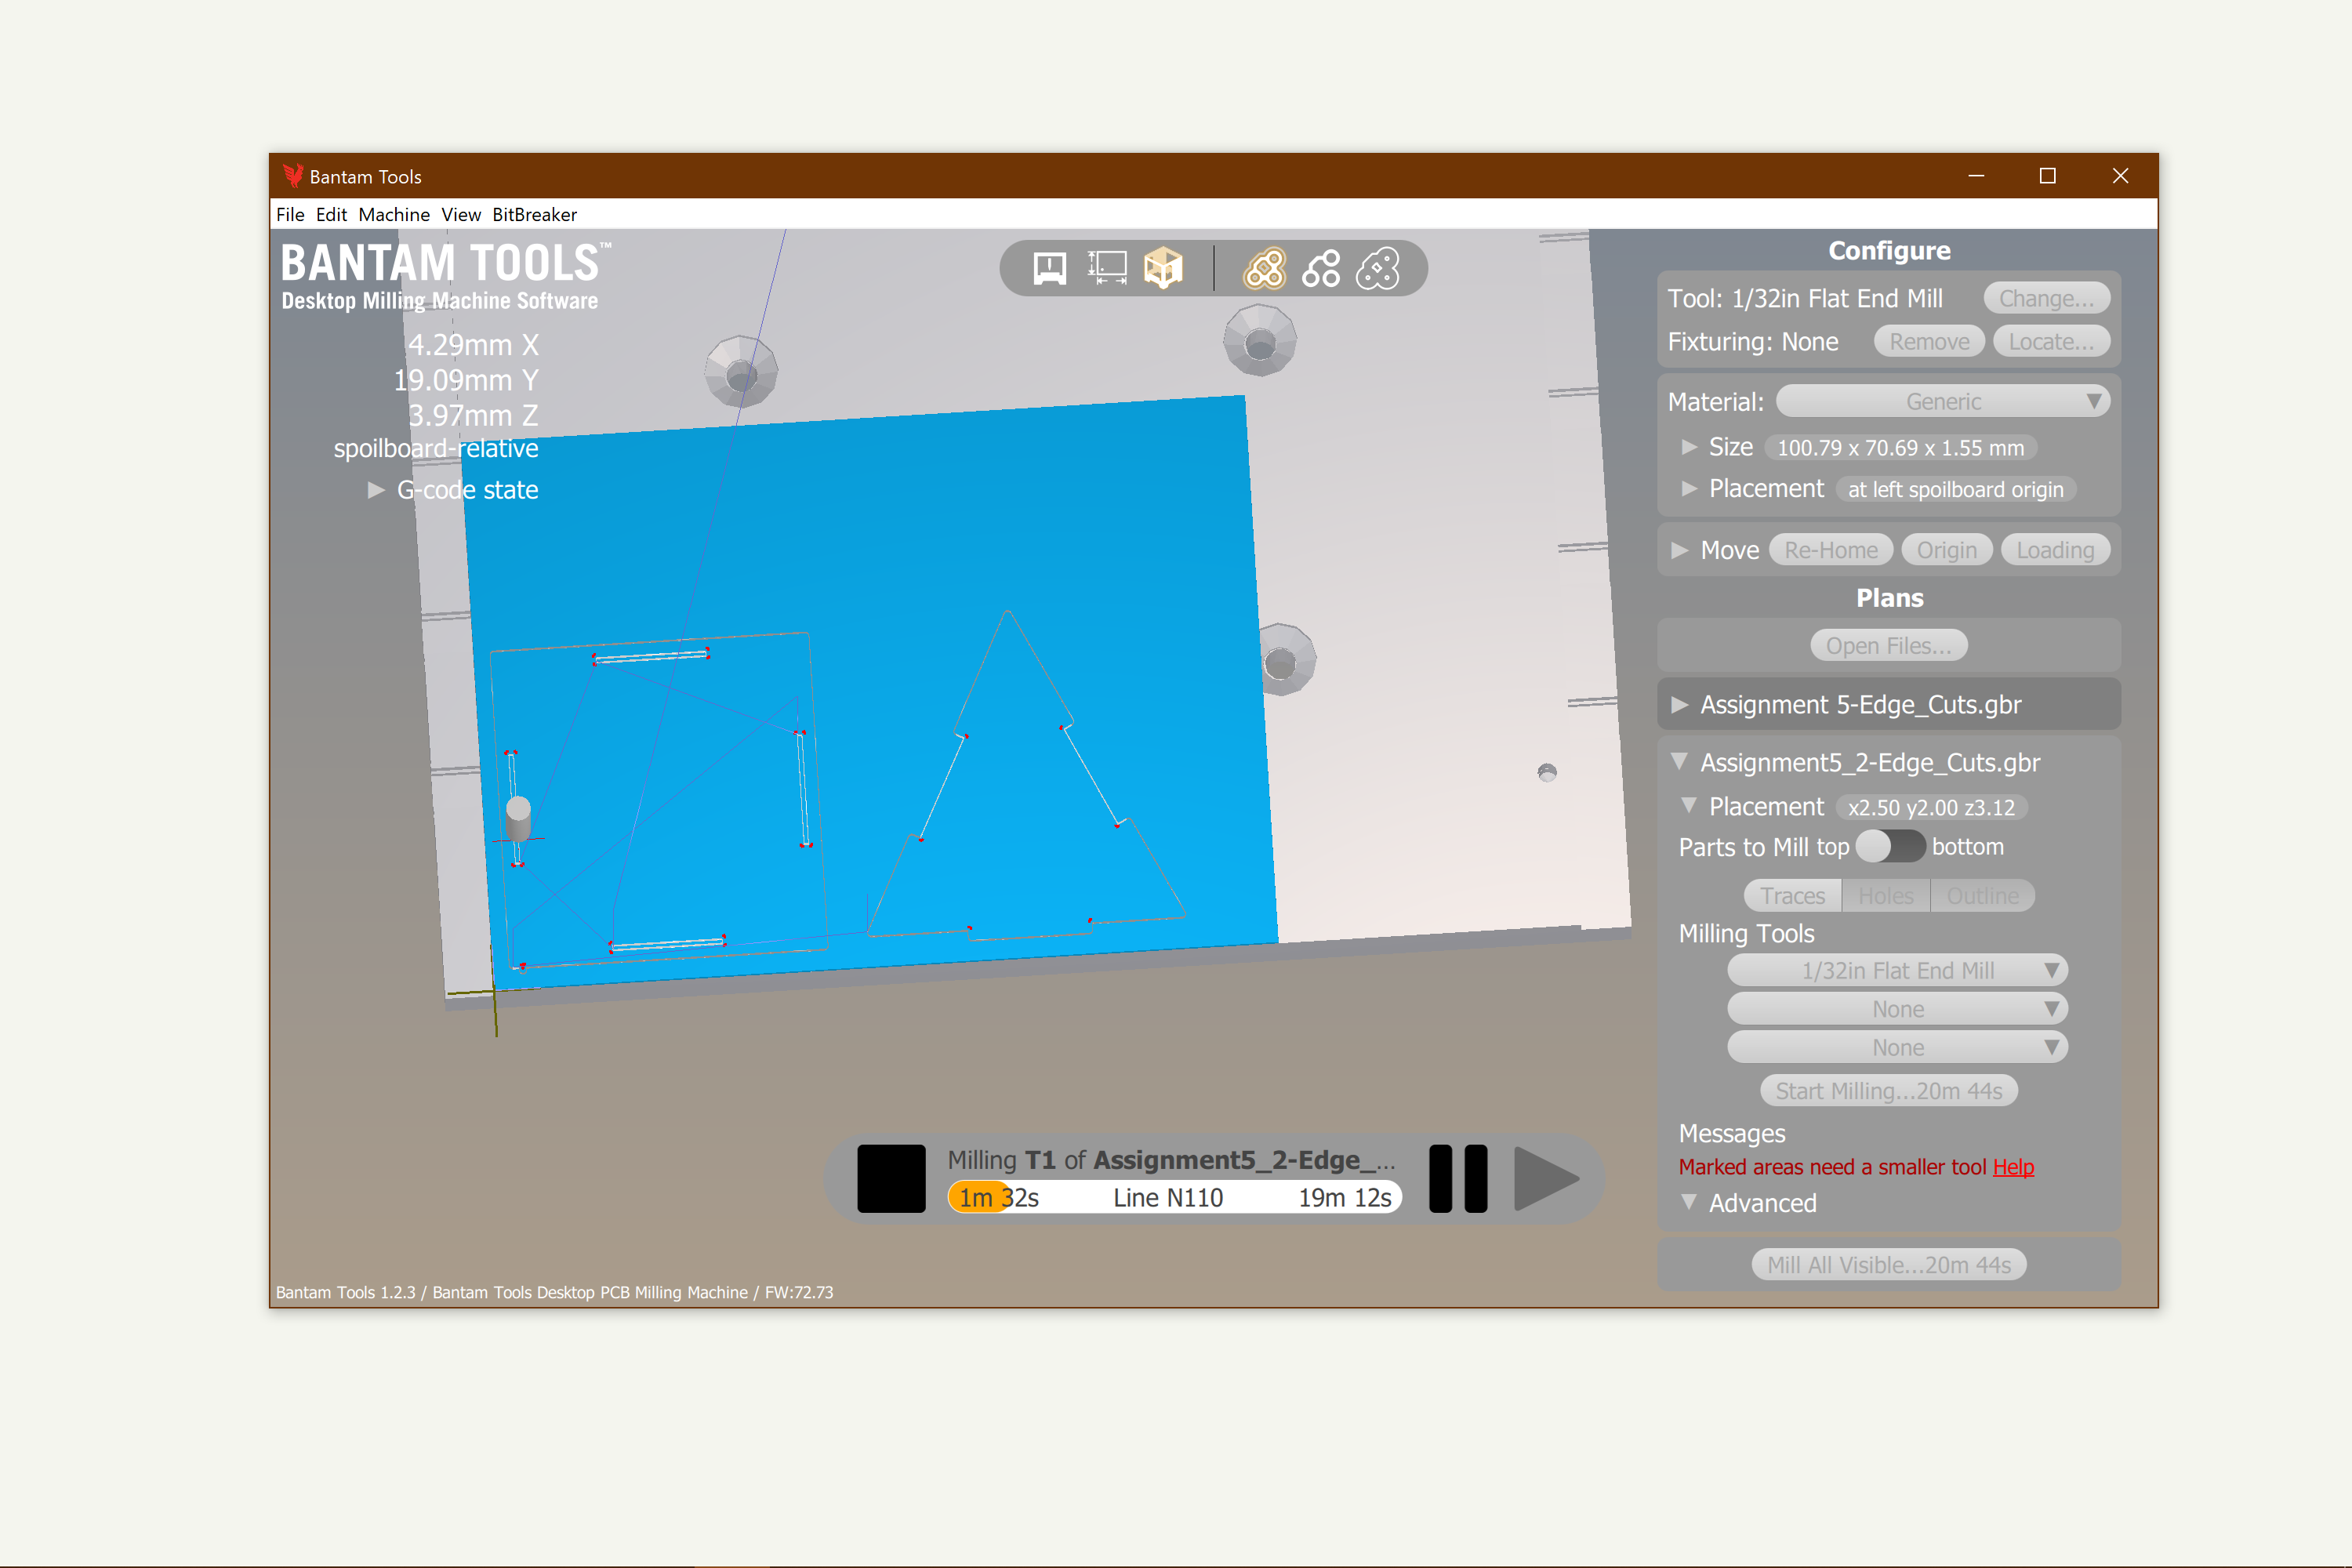 Bantam Tools
File Edit Machine View BitBreaker
BANTAM TOOLS™
Desktop Milling Machine Software
4.29mm X
19.09mm Y
3.97mm Z
spoilboard-relative
G-code state
Configure
Tool: 1/32in Flat End Mill Change...
Fixturing: None Remove Locate...
Material: Generic
Size 100.79 x 70.69 x 1.55 mm
Placement at left spoilboard origin
Move Re-Home Origin Loading
Plans
Open Files...
Assignment 5-Edge_Cuts.gbr
Assignment5_2-Edge_Cuts.gbr
Placement x2.50 y2.00 z3.12
Parts to Mill top bottom
Traces Holes Outline
Milling Tools
1/32in Flat End Mill
None
None
Start Milling...20m 44s
Messages
Marked areas need a smaller tool Help
Advanced
Mill All Visible...20m 44s
Milling T1 of Assignment5_2-Edge_...
1m 32s Line N110 19m 12s
Bantam Tools 1.2.3 / Bantam Tools Desktop PCB Milling Machine / FW:72.73